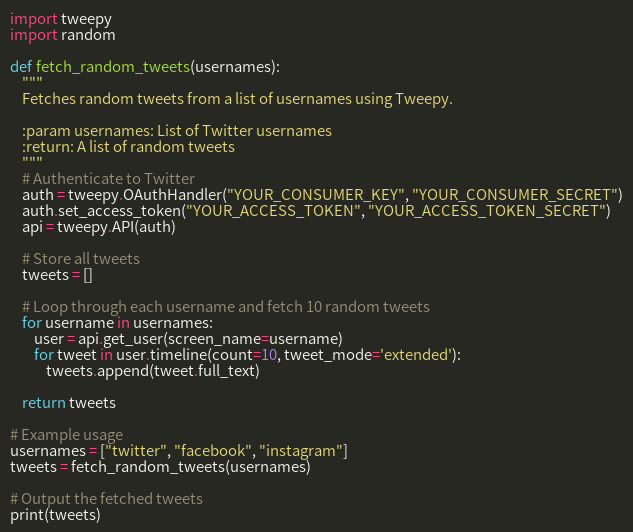 import tweepy
import random

def fetch_random_tweets(usernames):
    """
    Fetches random tweets from a list of usernames using Tweepy.

    :param usernames: List of Twitter usernames
    :return: A list of random tweets
    """
    # Authenticate to Twitter
    auth = tweepy.OAuthHandler("YOUR_CONSUMER_KEY", "YOUR_CONSUMER_SECRET")
    auth.set_access_token("YOUR_ACCESS_TOKEN", "YOUR_ACCESS_TOKEN_SECRET")
    api = tweepy.API(auth)

    # Store all tweets
    tweets = []

    # Loop through each username and fetch 10 random tweets
    for username in usernames:
        user = api.get_user(screen_name=username)
        for tweet in user.timeline(count=10, tweet_mode='extended'):
            tweets.append(tweet.full_text)

    return tweets

# Example usage
usernames = ["twitter", "facebook", "instagram"]
tweets = fetch_random_tweets(usernames)

# Output the fetched tweets
print(tweets)